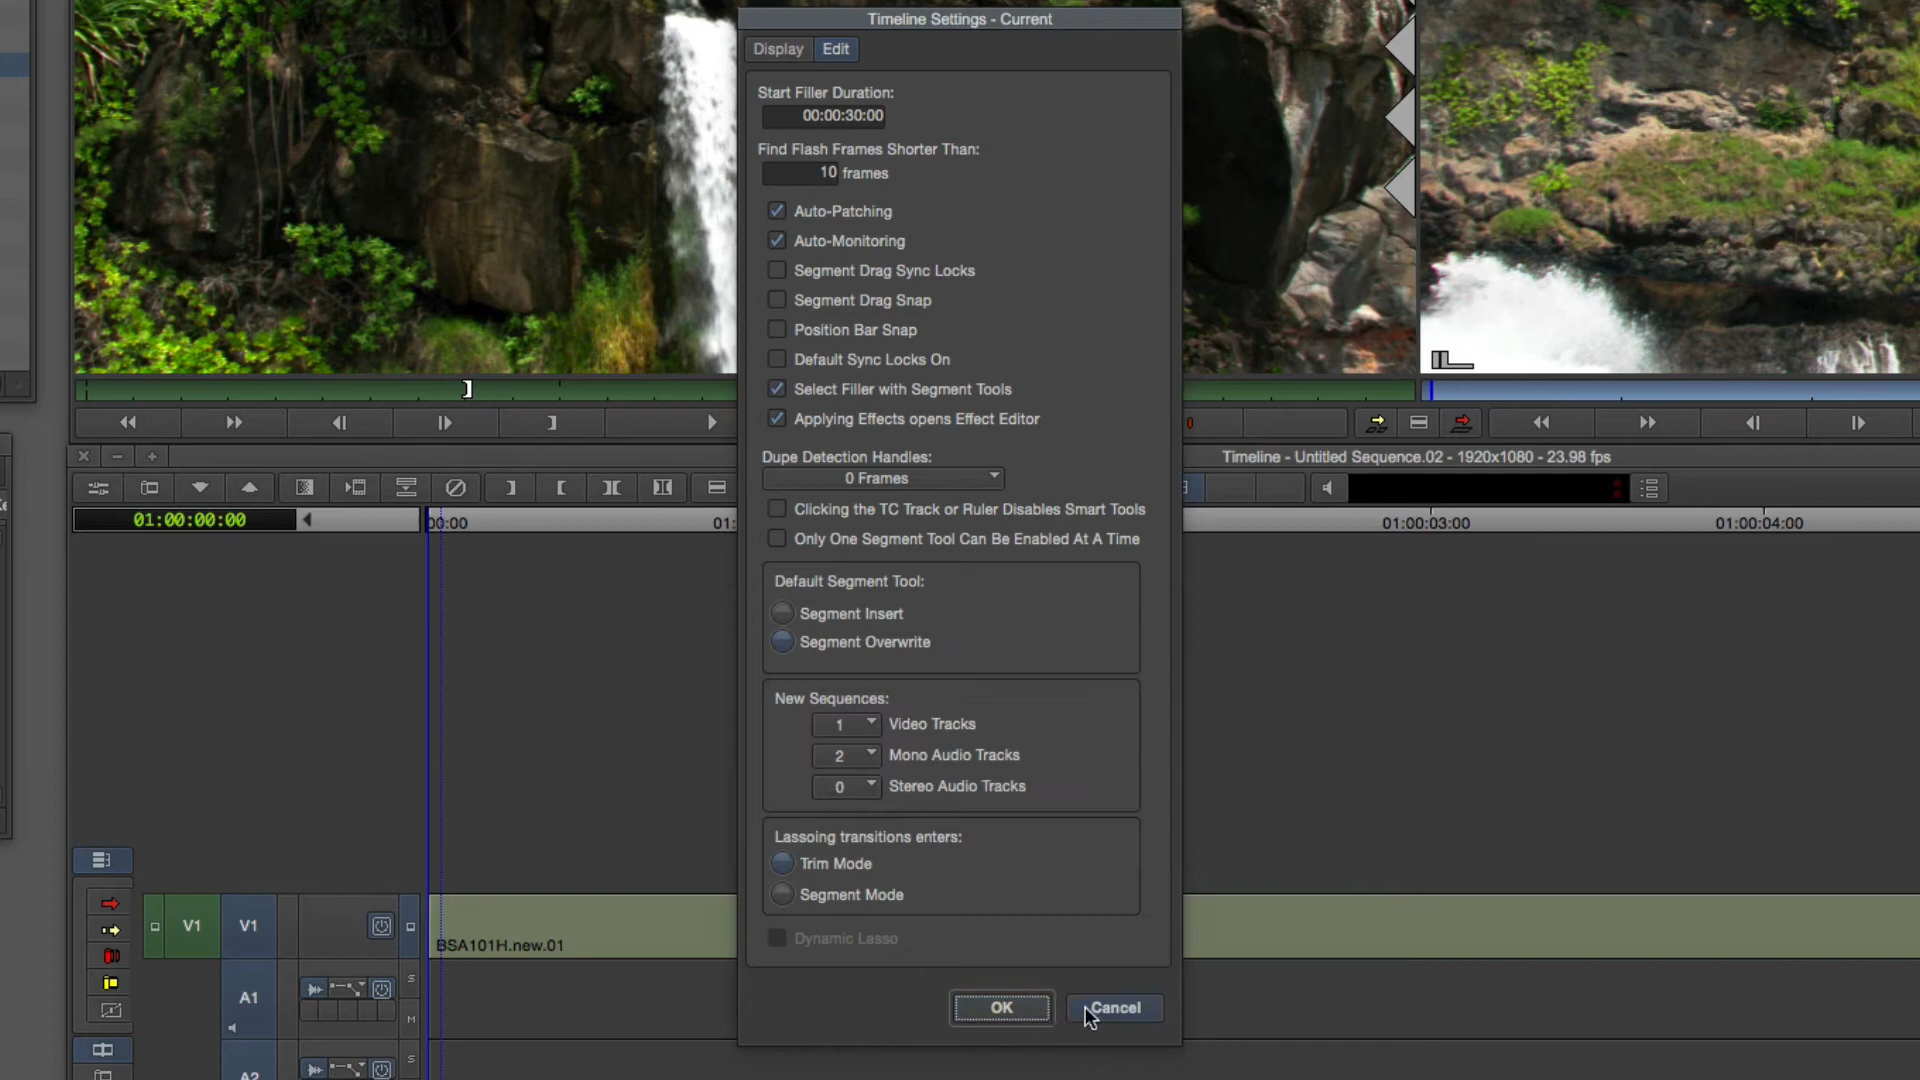 Timeline Settings - Current
Display
Edit
Start Filler Duration:
00:00:30:00
Find Flash Frames Shorter Than:
10 frames
Auto-Patching
Auto-Monitoring
Segment Drag Sync Locks
Segment Drag Snap
Position Bar Snap
Default Sync Locks On
Select Filler with Segment Tools
Applying Effects opens Effect Editor
Dupe Detection Handles:
0 Frames
Clicking the TC Track or Ruler Disables Smart Tools
Only One Segment Tool Can Be Enabled At A Time
Default Segment Tool:
Segment Insert
Segment Overwrite
New Sequences:
1 Video Tracks
2 Mono Audio Tracks
0 Stereo Audio Tracks
Lassoing transitions enters:
Trim Mode
Segment Mode
Dynamic Lasso
OK
Cancel
Timeline - Untitled Sequence.02 - 1920x1080 - 23.98 fps
01:00:00:00
00:00
01:
01:00:03:00
01:00:04:00
V1
V1
BSA101H.new.01
A1
S
M
A2
S